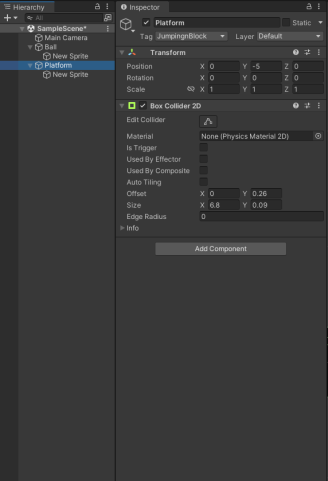 Hierarchy
Inspector
+
All
SampleScene*
Main Camera
Ball
New Sprite
Platform
New Sprite
Platform
Static
Tag JumpingnBlock Layer Default
Transform
Position X 0 Y -5 Z 0
Rotation X 0 Y 0 Z 0
Scale X 1 Y 1 Z 1
Box Collider 2D
Edit Collider
Material None (Physics Material 2D)
Is Trigger
Used By Effector
Used By Composite
Auto Tiling
Offset X 0 Y 0.26
Size X 6.8 Y 0.09
Edge Radius 0
Info
Add Component